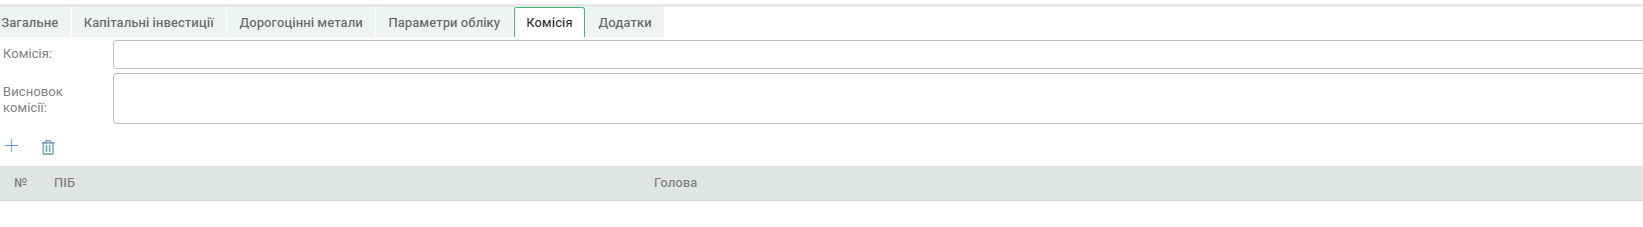 Загальне Капітальні інвестиції Дорогоцінні метали Параметри обліку Комісія Додатки
Комісія:
Висновок
комісії:
№ ПІБ Голова